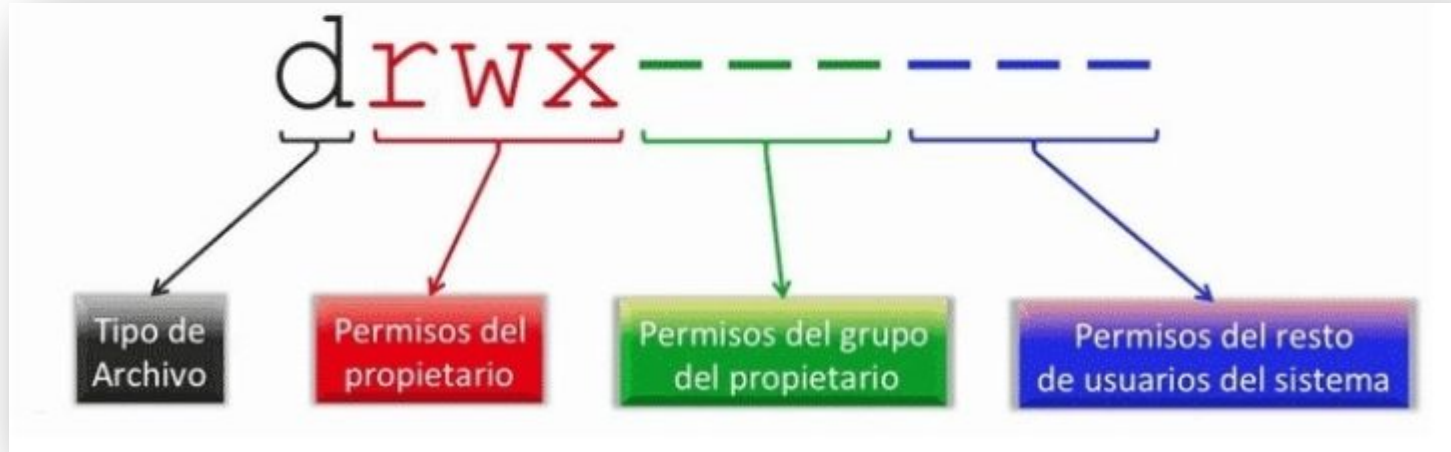 drwx------
Tipo de
Archivo
Permisos del
propietario
Permisos del grupo
del propietario
Permisos del resto
de usuarios del sistema